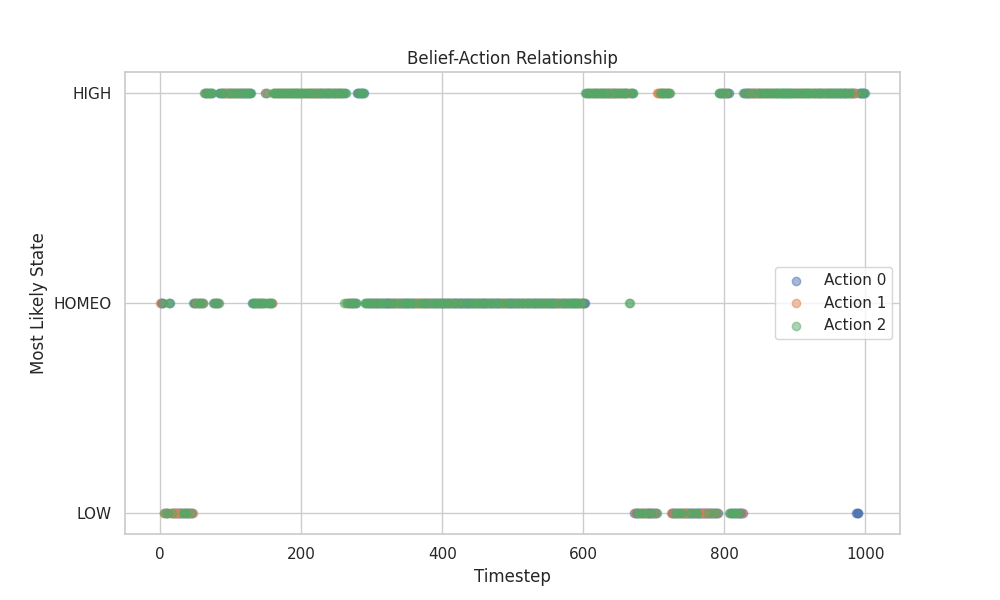 Belief-Action Relationship
HIGH
HOMEO
LOW
Most Likely State
Action 0
Action 1
Action 2
0
200
400
600
800
1000
Timestep